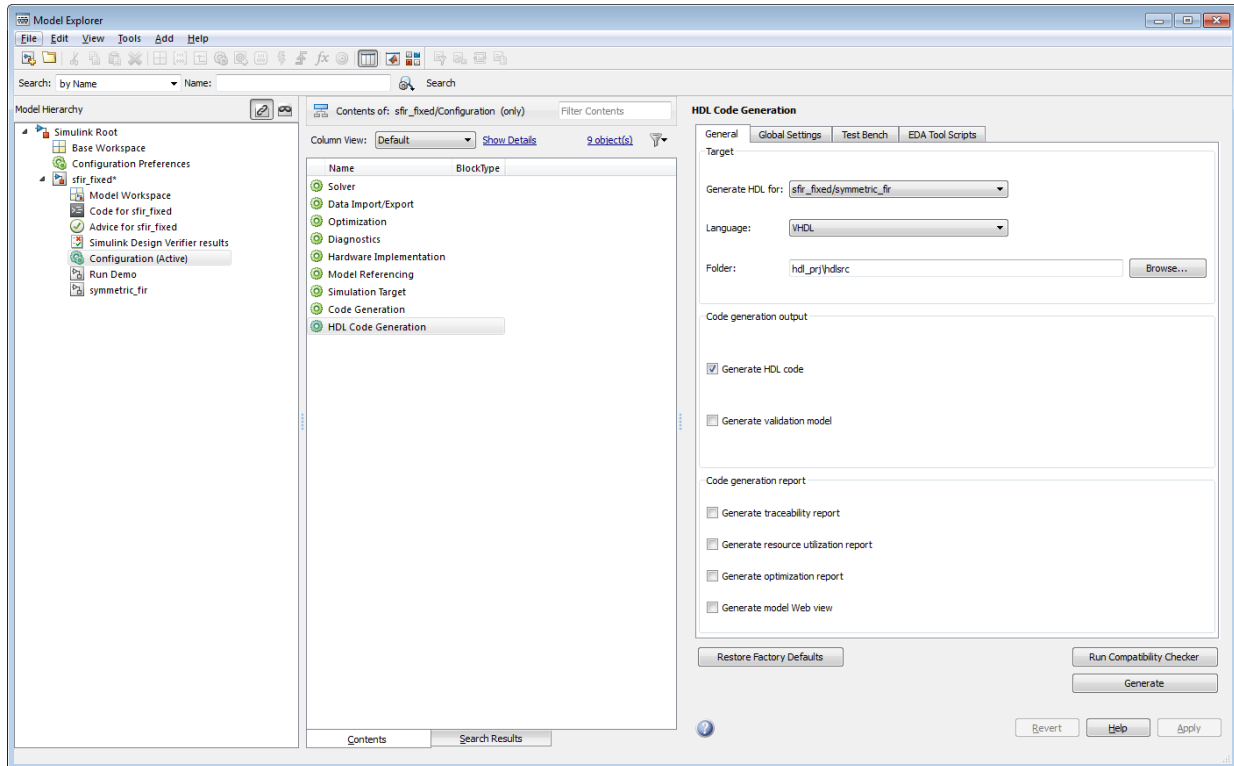 Model Explorer
File Edit View Tools Add Help
Search: by Name Name: Search
Model Hierarchy
Simulink Root
Base Workspace
Configuration Preferences
sfir_fixed*
Model Workspace
Code for sfir_fixed
Advice for sfir_fixed
Simulink Design Verifier results
Configuration (Active)
Run Demo
symmetric_fir
Contents of: sfir_fixed/Configuration (only) Filter Contents
Column View: Default Show Details 9 object(s)
Name BlockType
Solver
Data Import/Export
Optimization
Diagnostics
Hardware Implementation
Model Referencing
Simulation Target
Code Generation
HDL Code Generation
Contents Search Results
HDL Code Generation
General Global Settings Test Bench EDA Tool Scripts
Target
Generate HDL for: sfir_fixed/symmetric_fir
Language: VHDL
Folder: hdl_prj\hdlsrc Browse...
Code generation output
Generate HDL code
Generate validation model
Code generation report
Generate traceability report
Generate resource utilization report
Generate optimization report
Generate model Web view
Restore Factory Defaults Run Compatibility Checker
Generate
Revert Help Apply